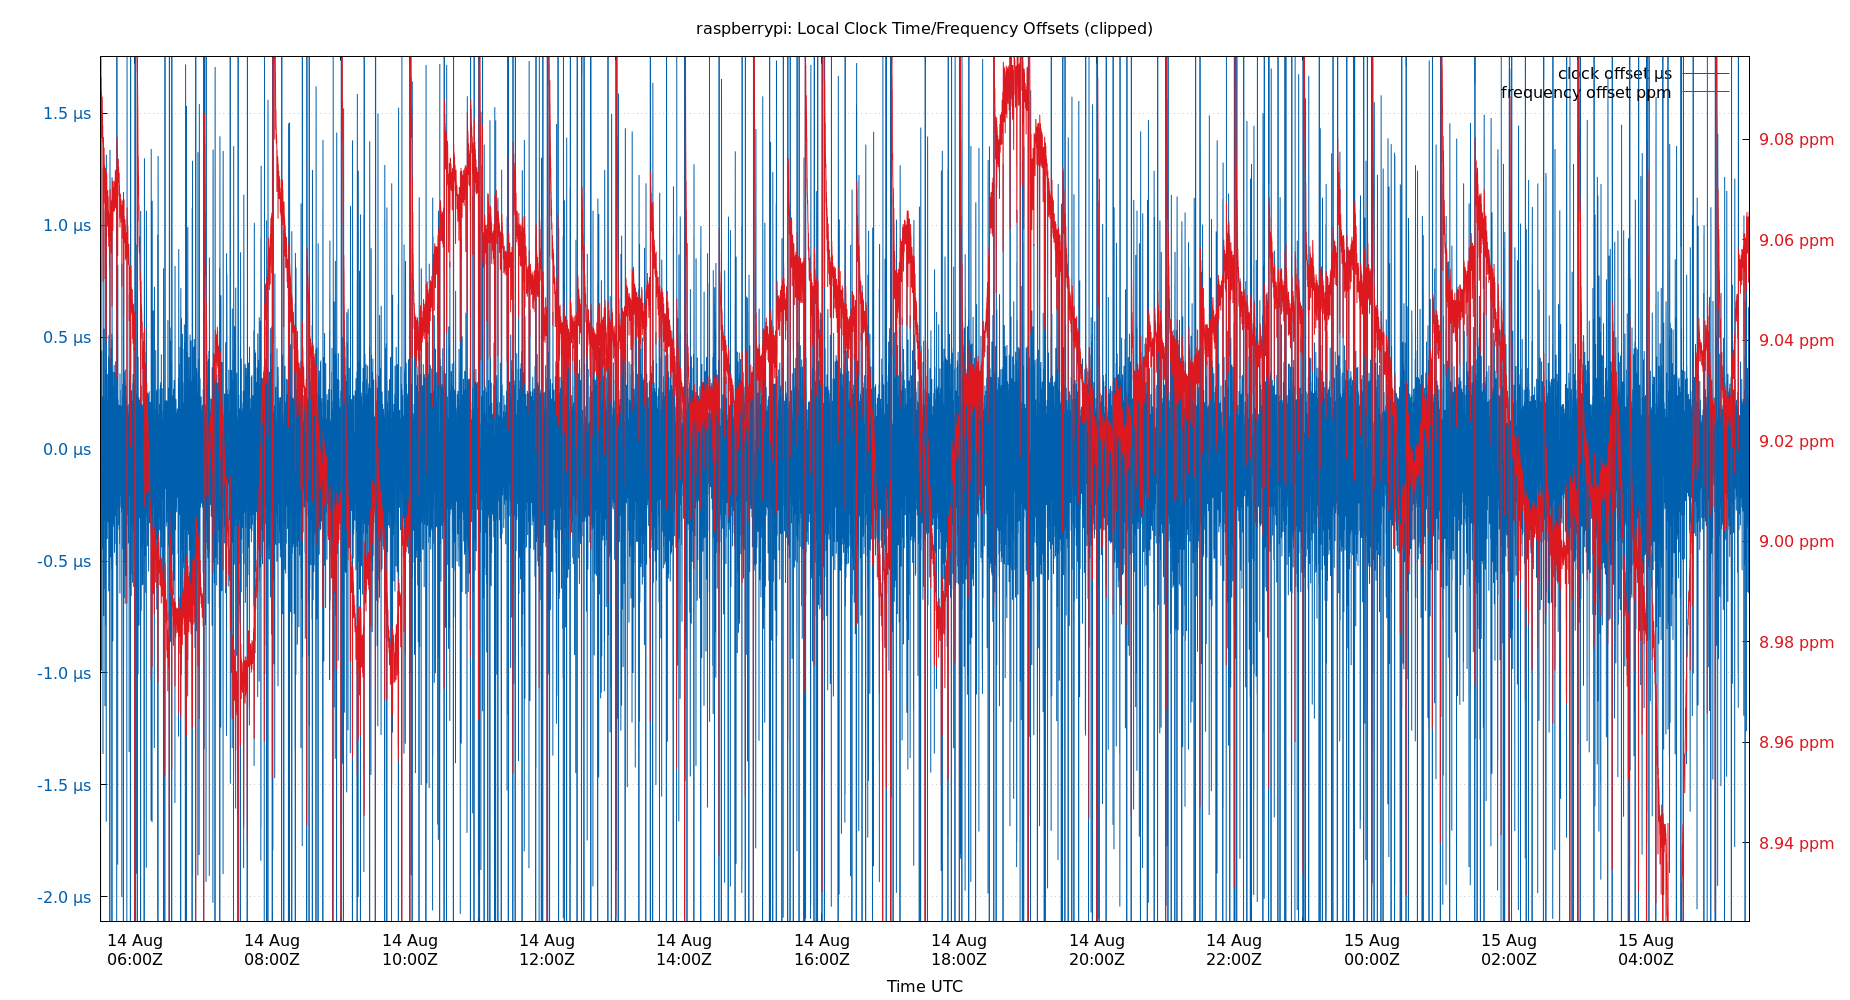 raspberrypi: Local Clock Time/Frequency Offsets (clipped)
clock offset µs
frequency offset ppm
1.5 µs
1.0 µs
0.5 µs
0.0 µs
-0.5 µs
-1.0 µs
-1.5 µs
-2.0 µs
9.08 ppm
9.06 ppm
9.04 ppm
9.02 ppm
9.00 ppm
8.98 ppm
8.96 ppm
8.94 ppm
14 Aug
06:00Z
14 Aug
08:00Z
14 Aug
10:00Z
14 Aug
12:00Z
14 Aug
14:00Z
14 Aug
16:00Z
14 Aug
18:00Z
14 Aug
20:00Z
14 Aug
22:00Z
15 Aug
00:00Z
15 Aug
02:00Z
15 Aug
04:00Z
Time UTC